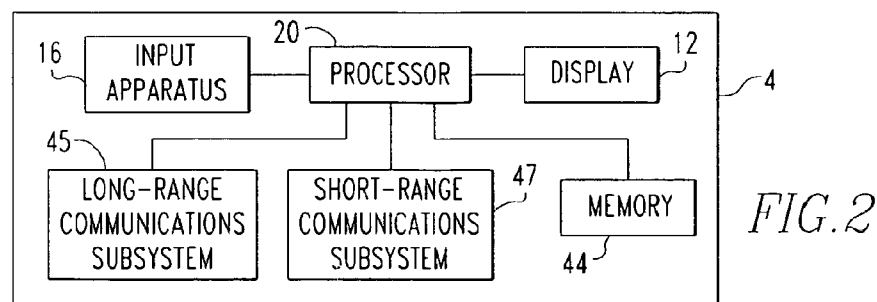 20
16
INPUT
APPARATUS
PROCESSOR
DISPLAY
12
4
45
LONG-RANGE
COMMUNICATIONS
SUBSYSTEM
SHORT-RANGE
COMMUNICATIONS
SUBSYSTEM
47
MEMORY
44
FIG.2